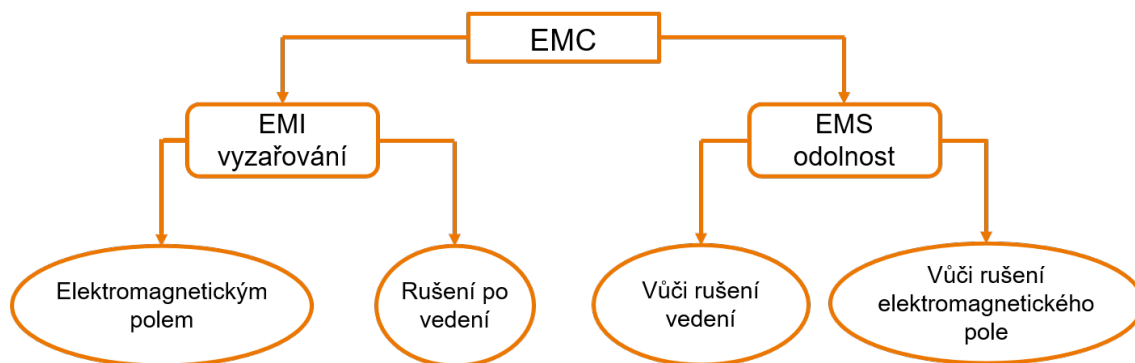 EMC
EMI
vyzařování
EMS
odolnost
Elektromagnetickým
polem
Rušení po
vedení
Vůči rušení
vedení
Vůči rušení
elektromagnetického
pole